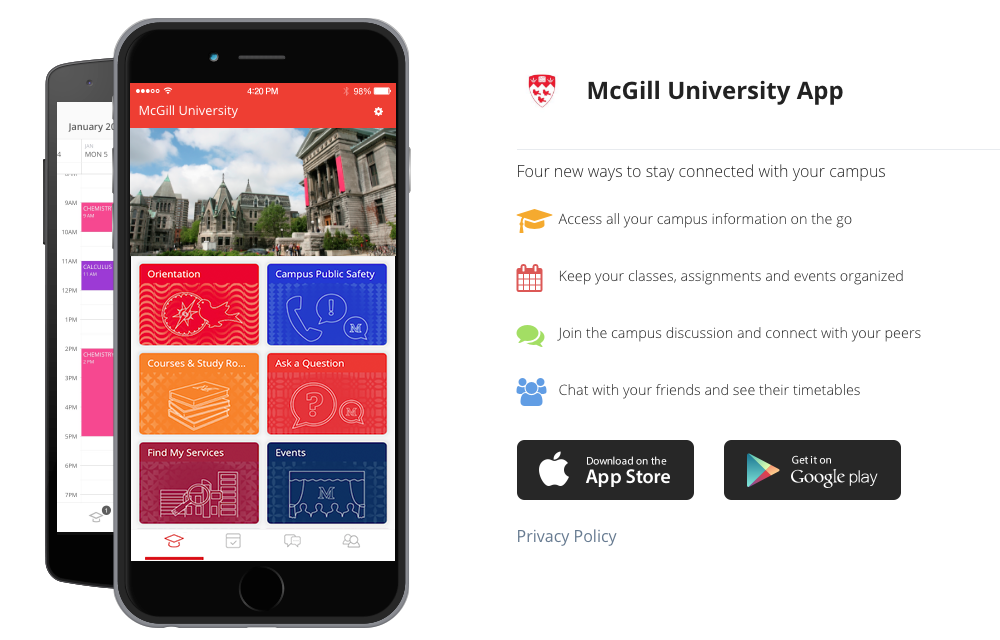 January 20
JAN
4
MON 5
9AM
CHEMISTRY
9 AM
10AM
11AM
CALCULUS
11 AM
12PM
1PM
2PM
CHEMISTRY
2 PM
3PM
4PM
5PM
6PM
7PM
1
4:20 PM
98%
McGill University
Orientation
Campus Public Safety
M
Courses & Study Ro...
Ask a Question
?
M
Find My Services
Events
M
McGill University App
Four new ways to stay connected with your campus
Access all your campus information on the go
Keep your classes, assignments and events organized
Join the campus discussion and connect with your peers
Chat with your friends and see their timetables
Download on the
App Store
Get it on
Google play
Privacy Policy